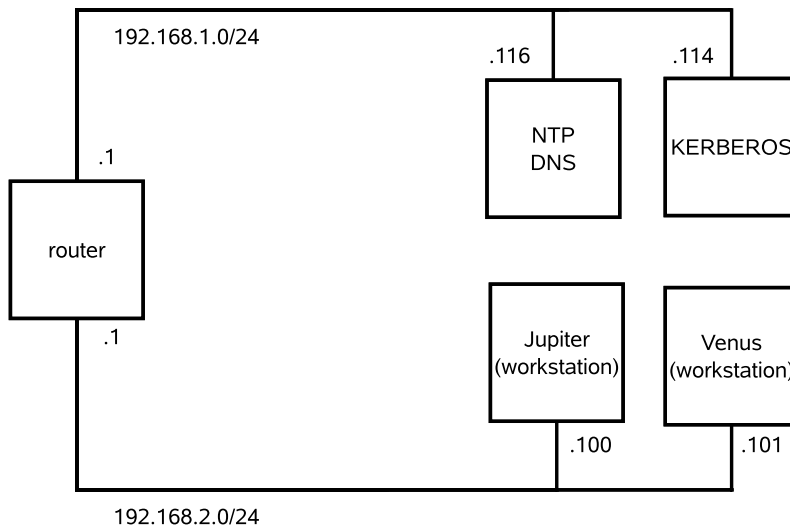 192.168.1.0/24
.116
.114
.1
NTP
DNS
KERBEROS
router
.1
Jupiter
(workstation)
Venus
(workstation)
.100
.101
192.168.2.0/24